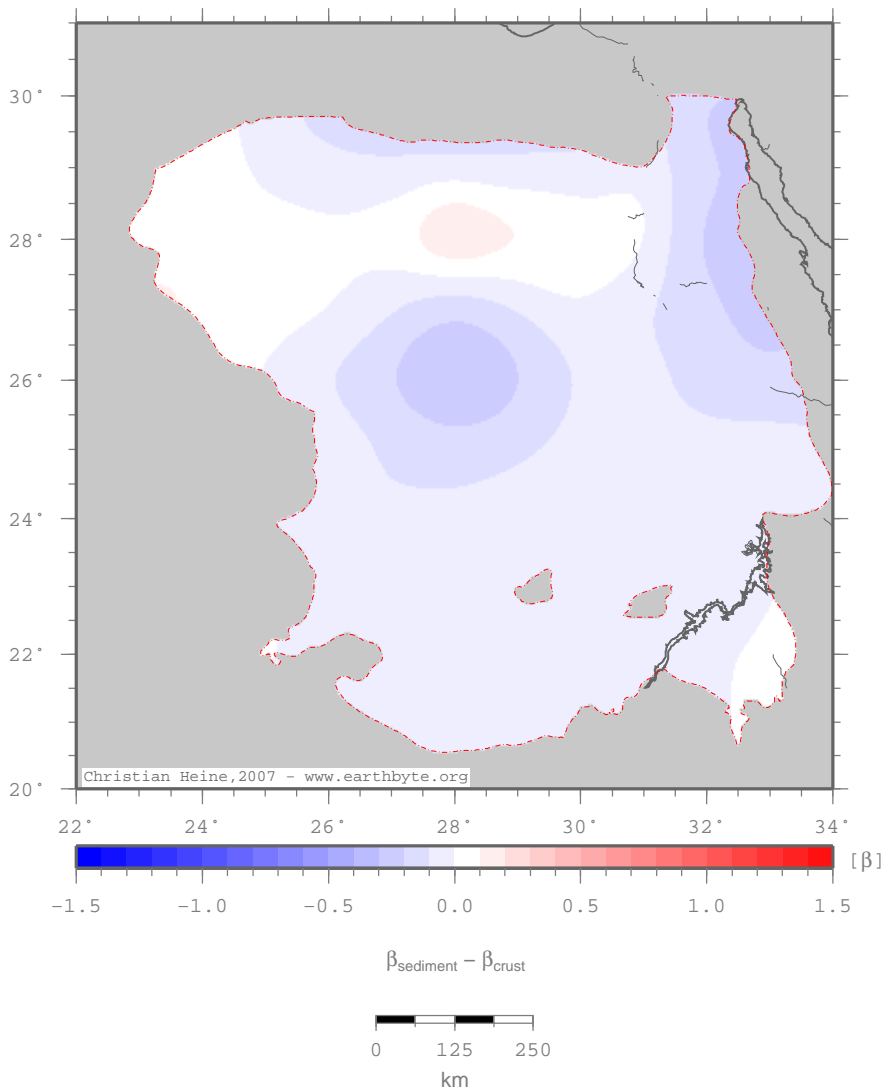 30°
28°
26°
24°
22°
20°
Christian Heine,2007 - www.earthbyte.org
22° 24° 26° 28° 30° 32° 34°
[β]
-1.5 -1.0 -0.5 0.0 0.5 1.0 1.5
βsediment – βcrust
0 125 250
km